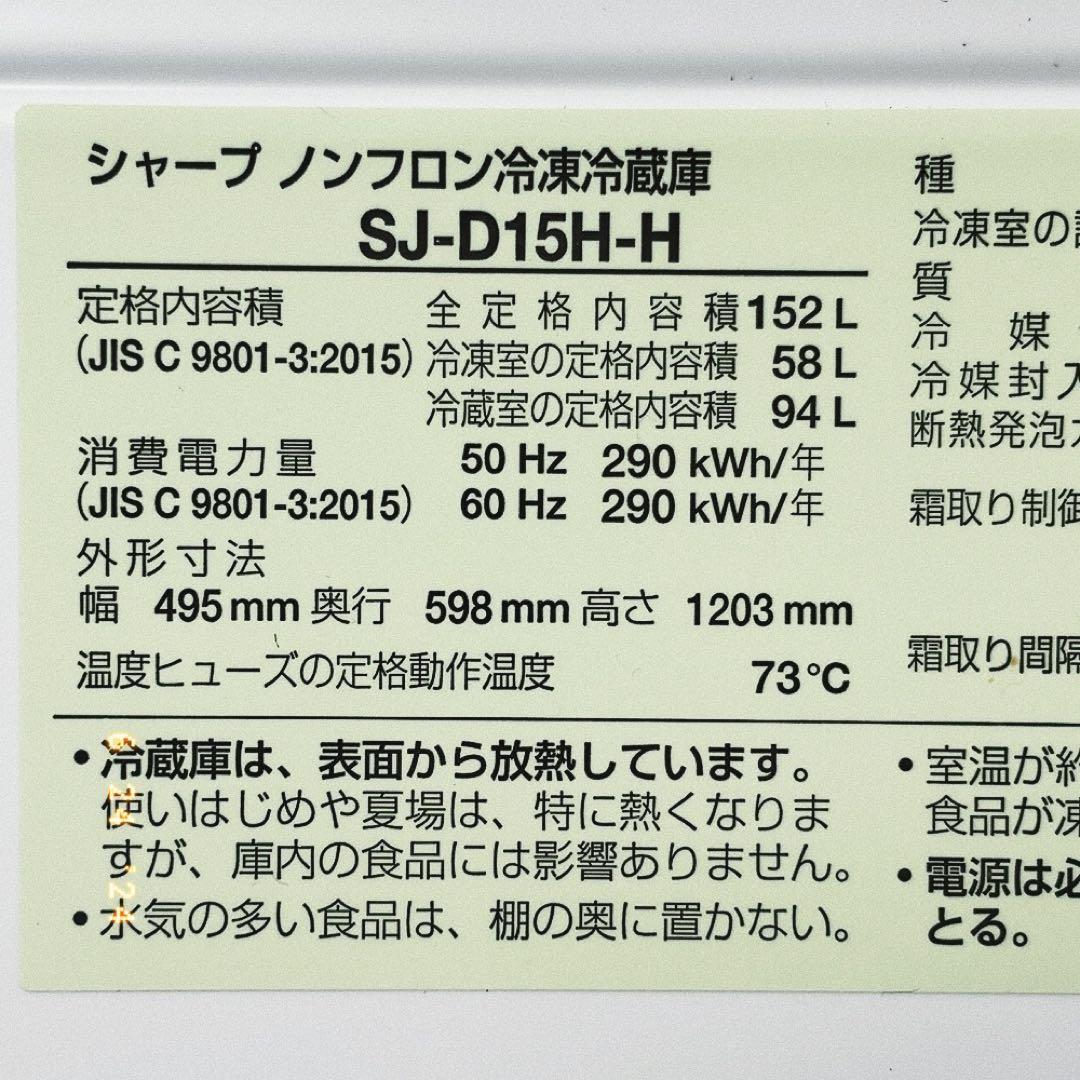 シャープ ノンフロン冷凍冷蔵庫
SJ-D15H-H
定格内容積 全定格内容積 152 L
(JIS C 9801-3:2015) 冷凍室の定格内容積 58 L
冷蔵室の定格内容積 94 L
消費電力量 50 Hz 290 kWh/年
(JIS C 9801-3:2015) 60 Hz 290 kWh/年
外形寸法
幅 495 mm 奥行 598 mm 高さ 1203 mm
温度ヒューズの定格動作温度 73℃
・冷蔵庫は、表面から放熱しています。
使いはじめや夏場は、特に熱くなりま
すが、庫内の食品には影響ありません。
・水気の多い食品は、棚の奥に置かない。
種
冷凍室の
質
冷媒
冷媒封入
断熱発泡ガ
霜取り制御
霜取り間隔
・室温が約
食品が凍
・電源は必
とる。